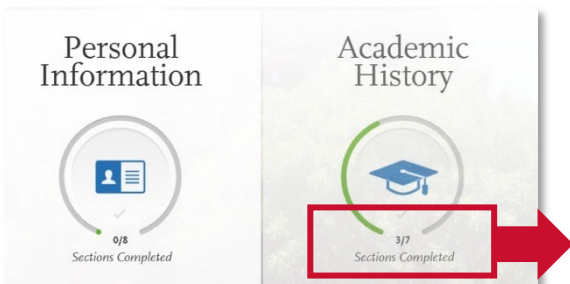 Personal
Information
0/8
Sections Completed
Academic
History
3/7
Sections Completed